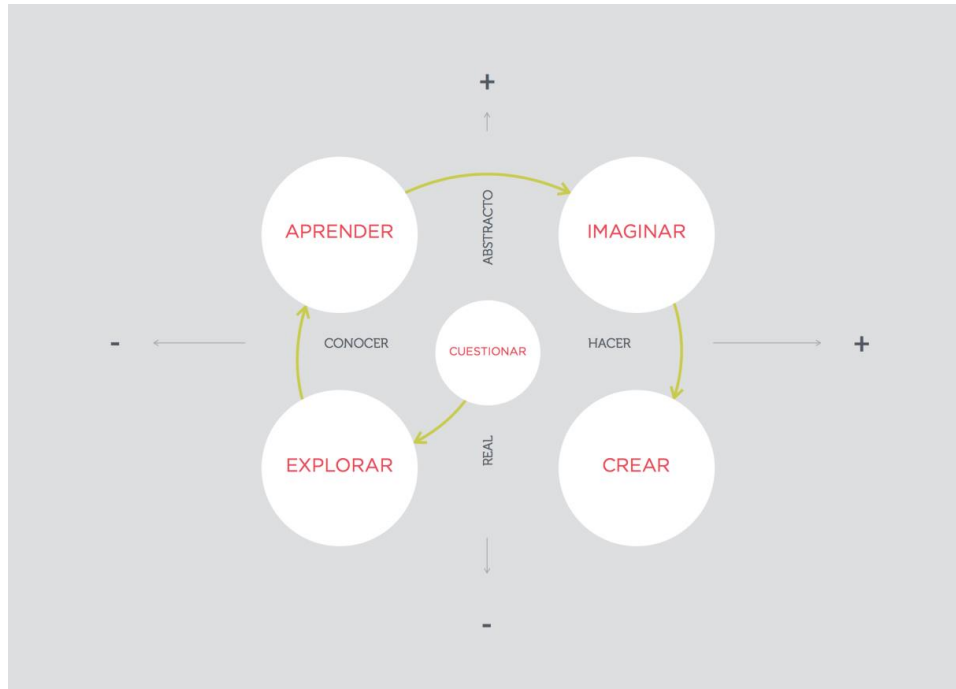 +
APRENDER
ABSTRACTO
IMAGINAR
-
CONOCER
CUESTIONAR
HACER
+
EXPLORAR
REAL
CREAR
-